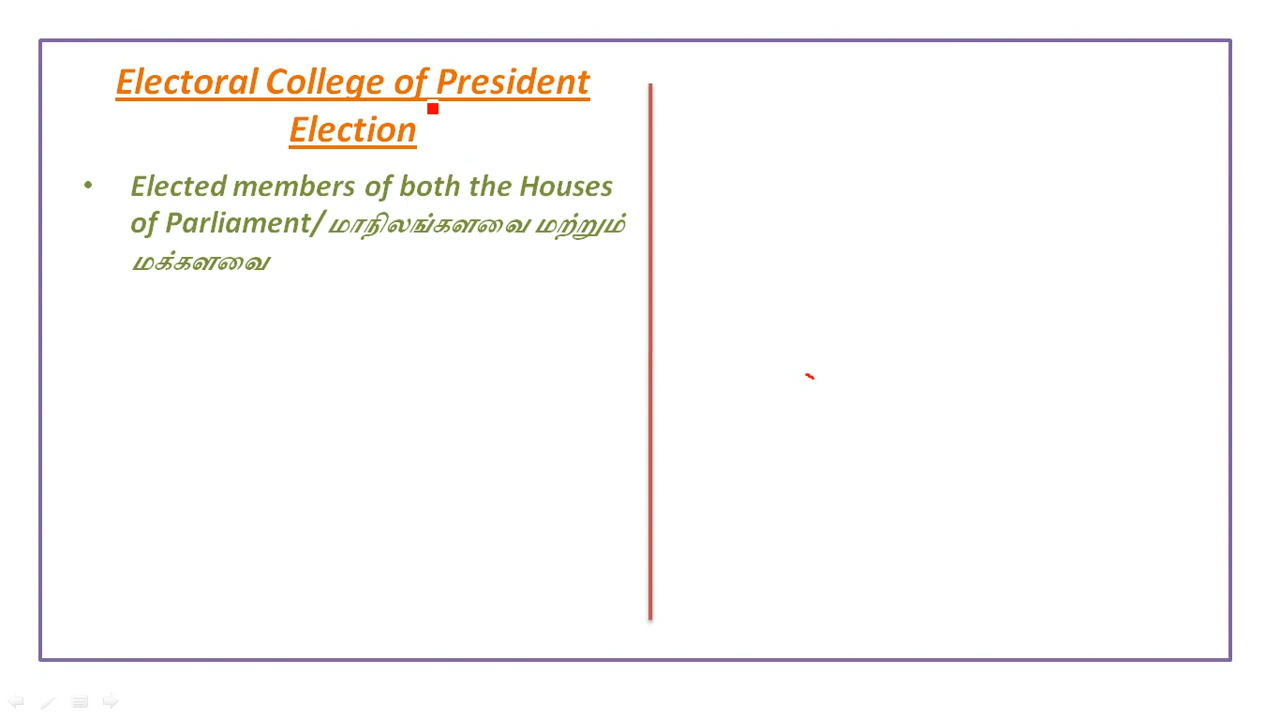 Electoral College of President
Election
• Elected members of both the Houses
of Parliament/ மாநிலங்களவை மற்றும்
மக்களவை